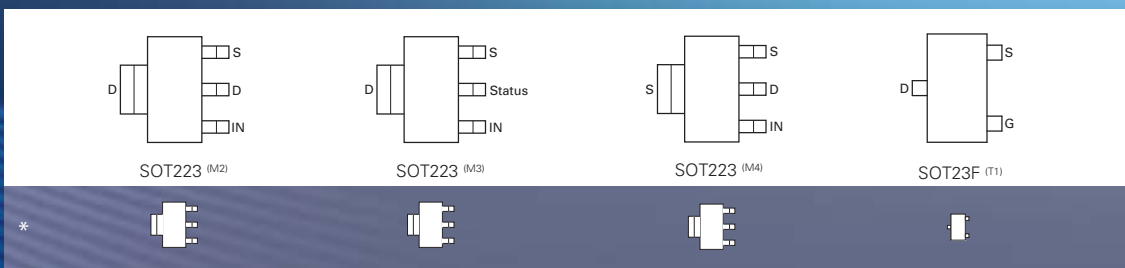 S
D
D
IN
SOT223 (M2)
S
D
Status
IN
SOT223 (M3)
S
S
D
IN
SOT223 (M4)
S
D
G
SOT23F (T1)
*